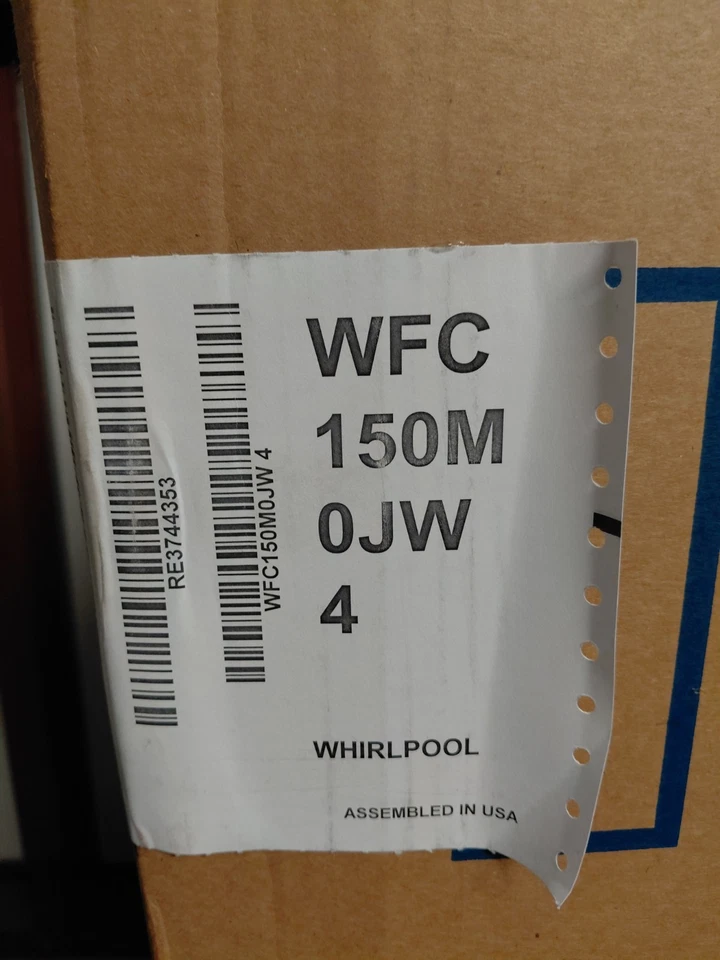 RE3744353
WFC150M0JW 4
WFC
150M
0JW
4
WHIRLPOOL
ASSEMBLED IN USA